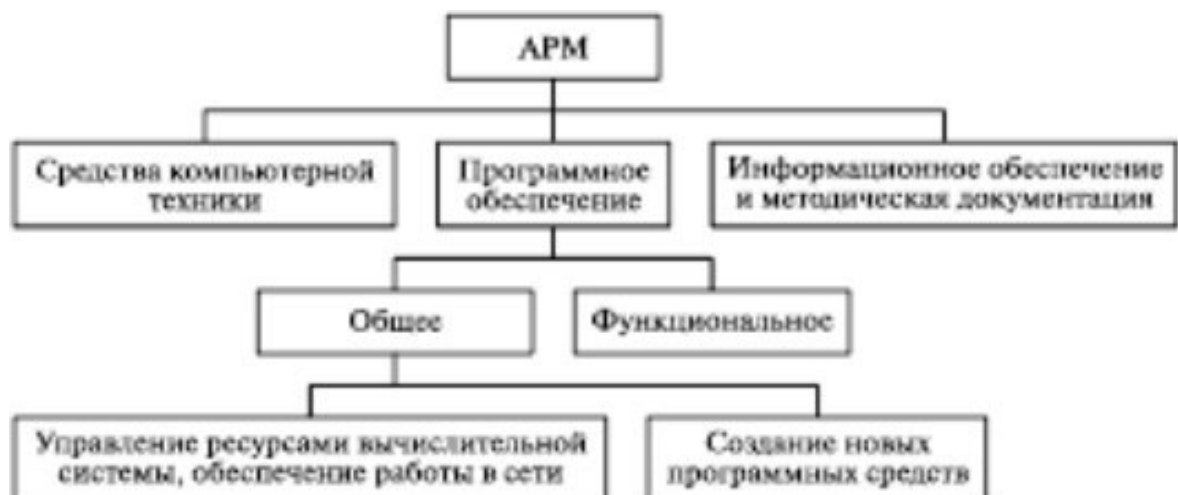 АРМ
Средства компьютерной
техники
Программное
обеспечение
Информационное обеспечение
и методическая документация
Общее
Функциональное
Управление ресурсами вычислительной
системы, обеспечение работы в сети
Создание новых
программных средств